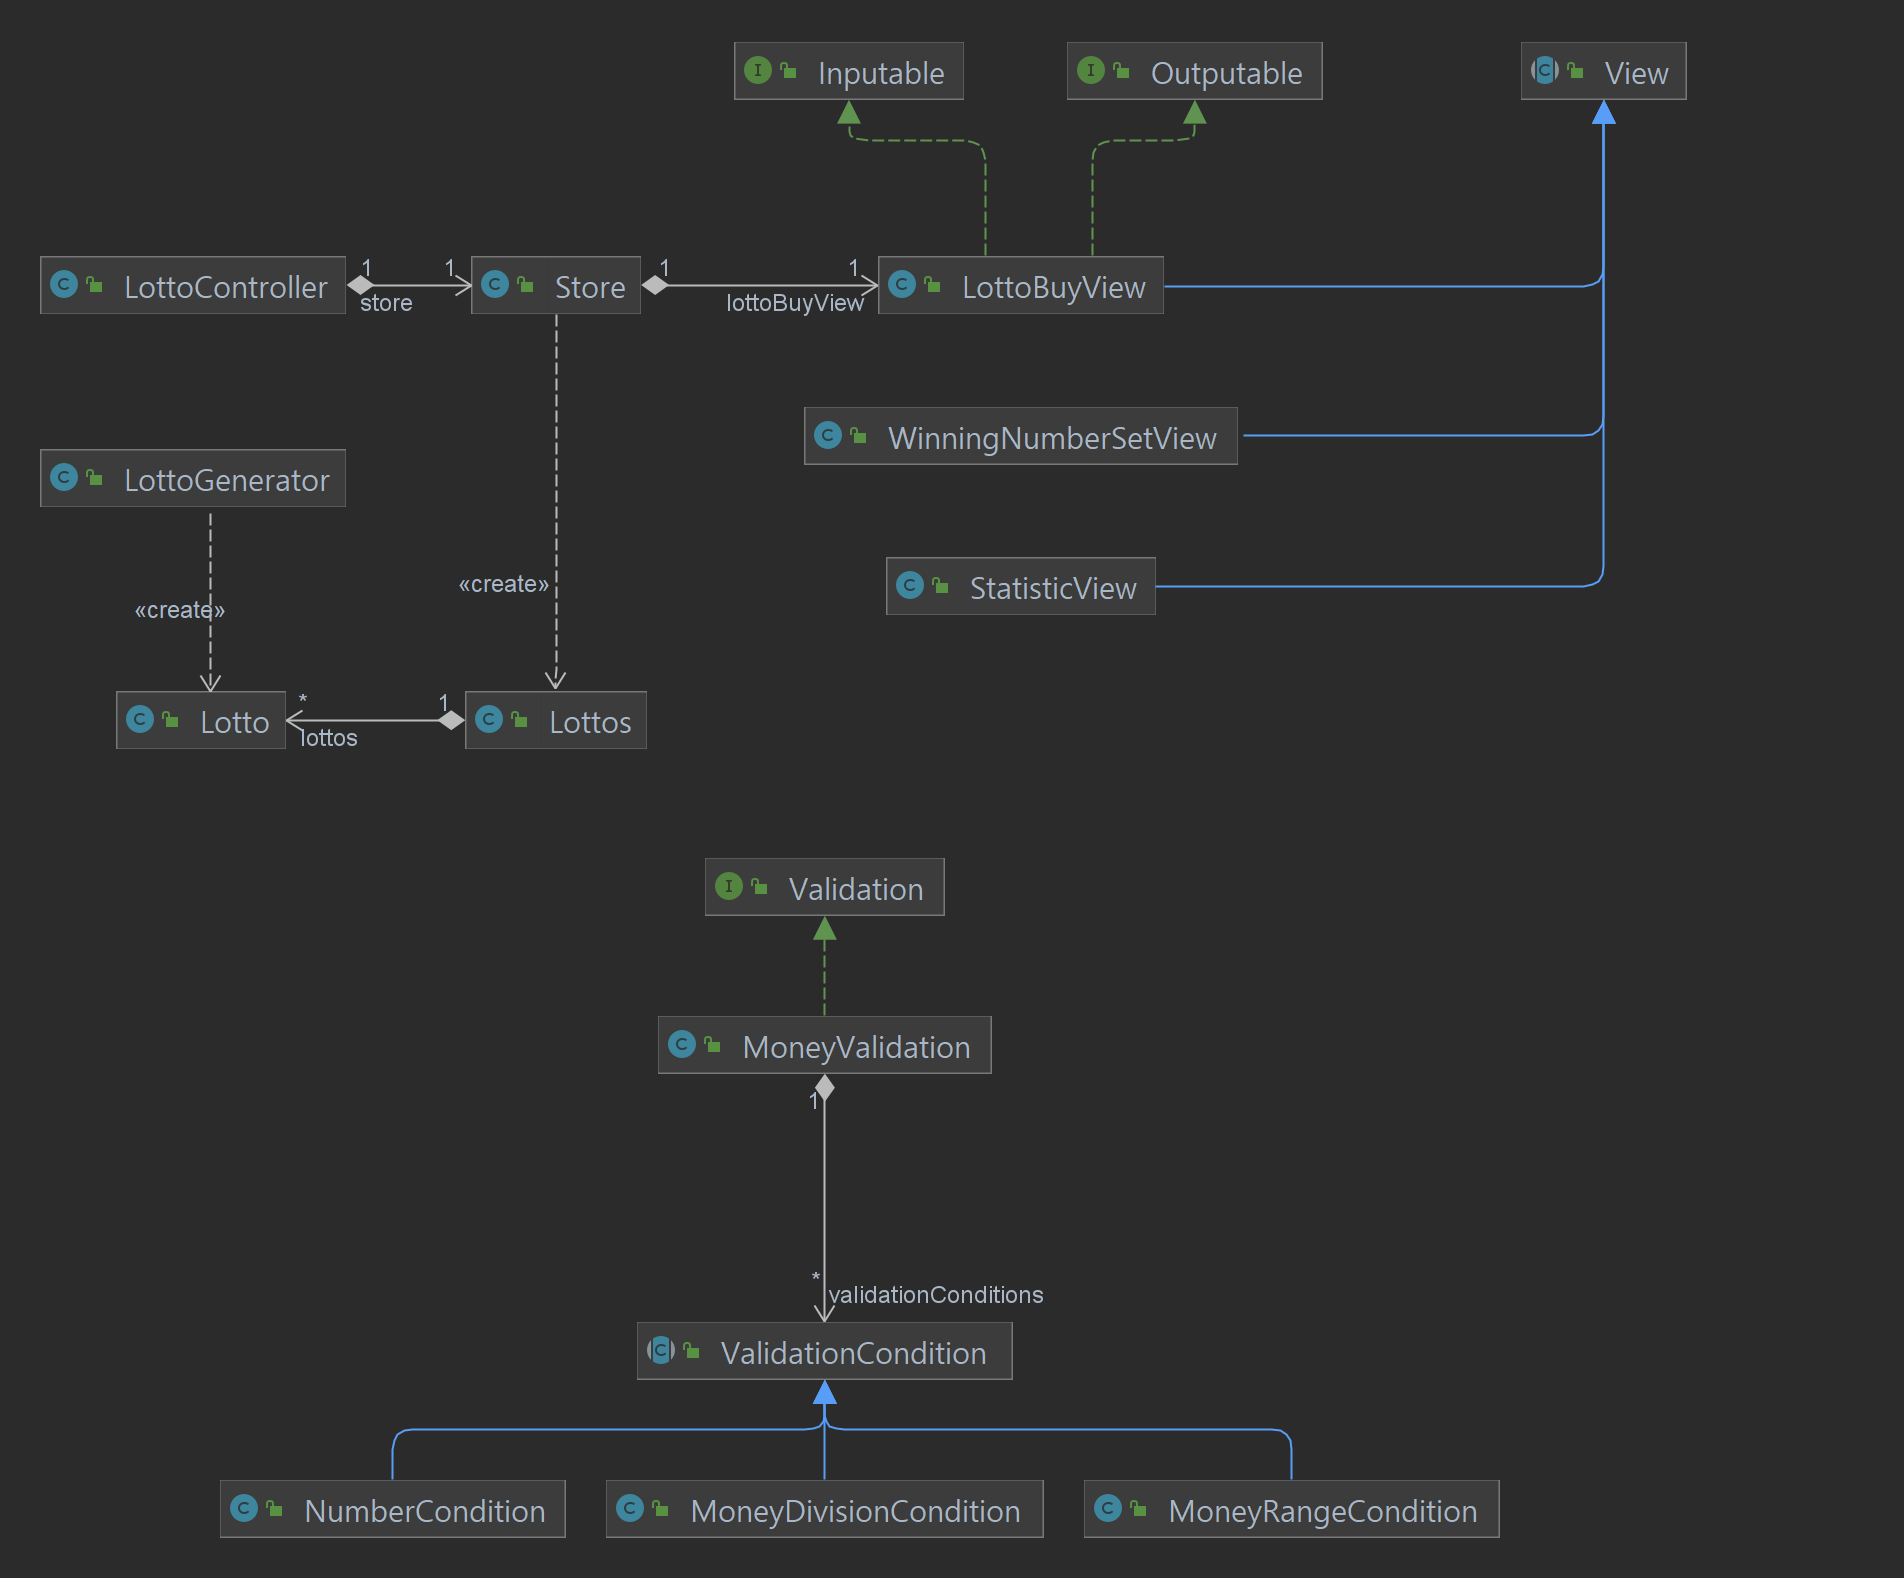 I Inputable
I Outputable
C View
C LottoController
1 1
store
C Store
1 1
lottoBuyView
C LottoBuyView
C WinningNumberSetView
C LottoGenerator
C StatisticView
«create»
«create»
C Lotto
* 1
lottos
C Lottos
I Validation
C MoneyValidation
1
*
validationConditions
C ValidationCondition
C NumberCondition
C MoneyDivisionCondition
C MoneyRangeCondition